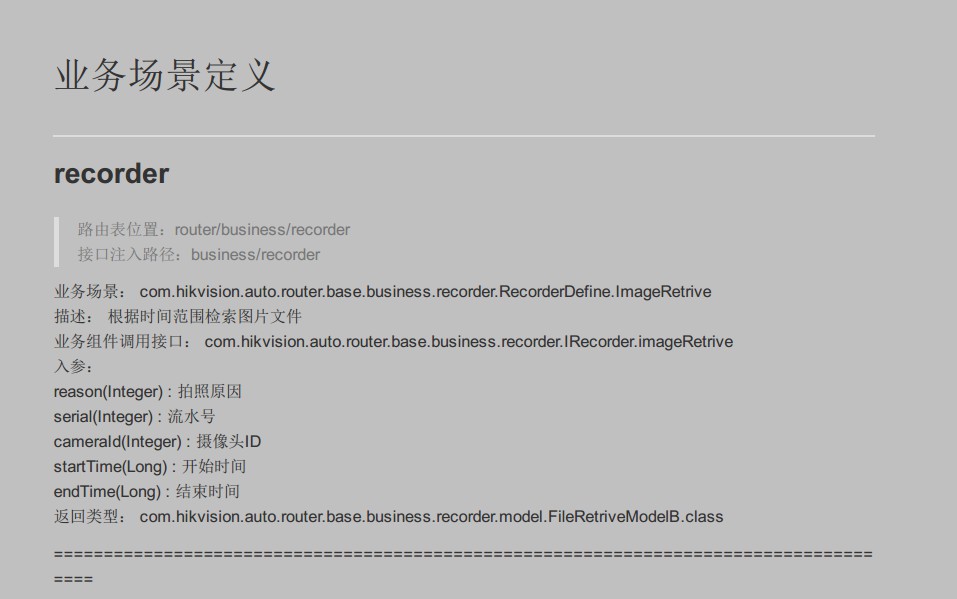 业务场景定义
recorder
路由表位置：router/business/recorder
接口注入路径：business/recorder
业务场景： com.hikvision.auto.router.base.business.recorder.RecorderDefine.ImageRetrive
描述： 根据时间范围检索图片文件
业务组件调用接口： com.hikvision.auto.router.base.business.recorder.IRecorder.imageRetrive
入参：
reason(Integer) : 拍照原因
serial(Integer) : 流水号
cameraId(Integer) : 摄像头ID
startTime(Long) : 开始时间
endTime(Long) : 结束时间
返回类型： com.hikvision.auto.router.base.business.recorder.model.FileRetriveModelB.class
==================================================================================
====